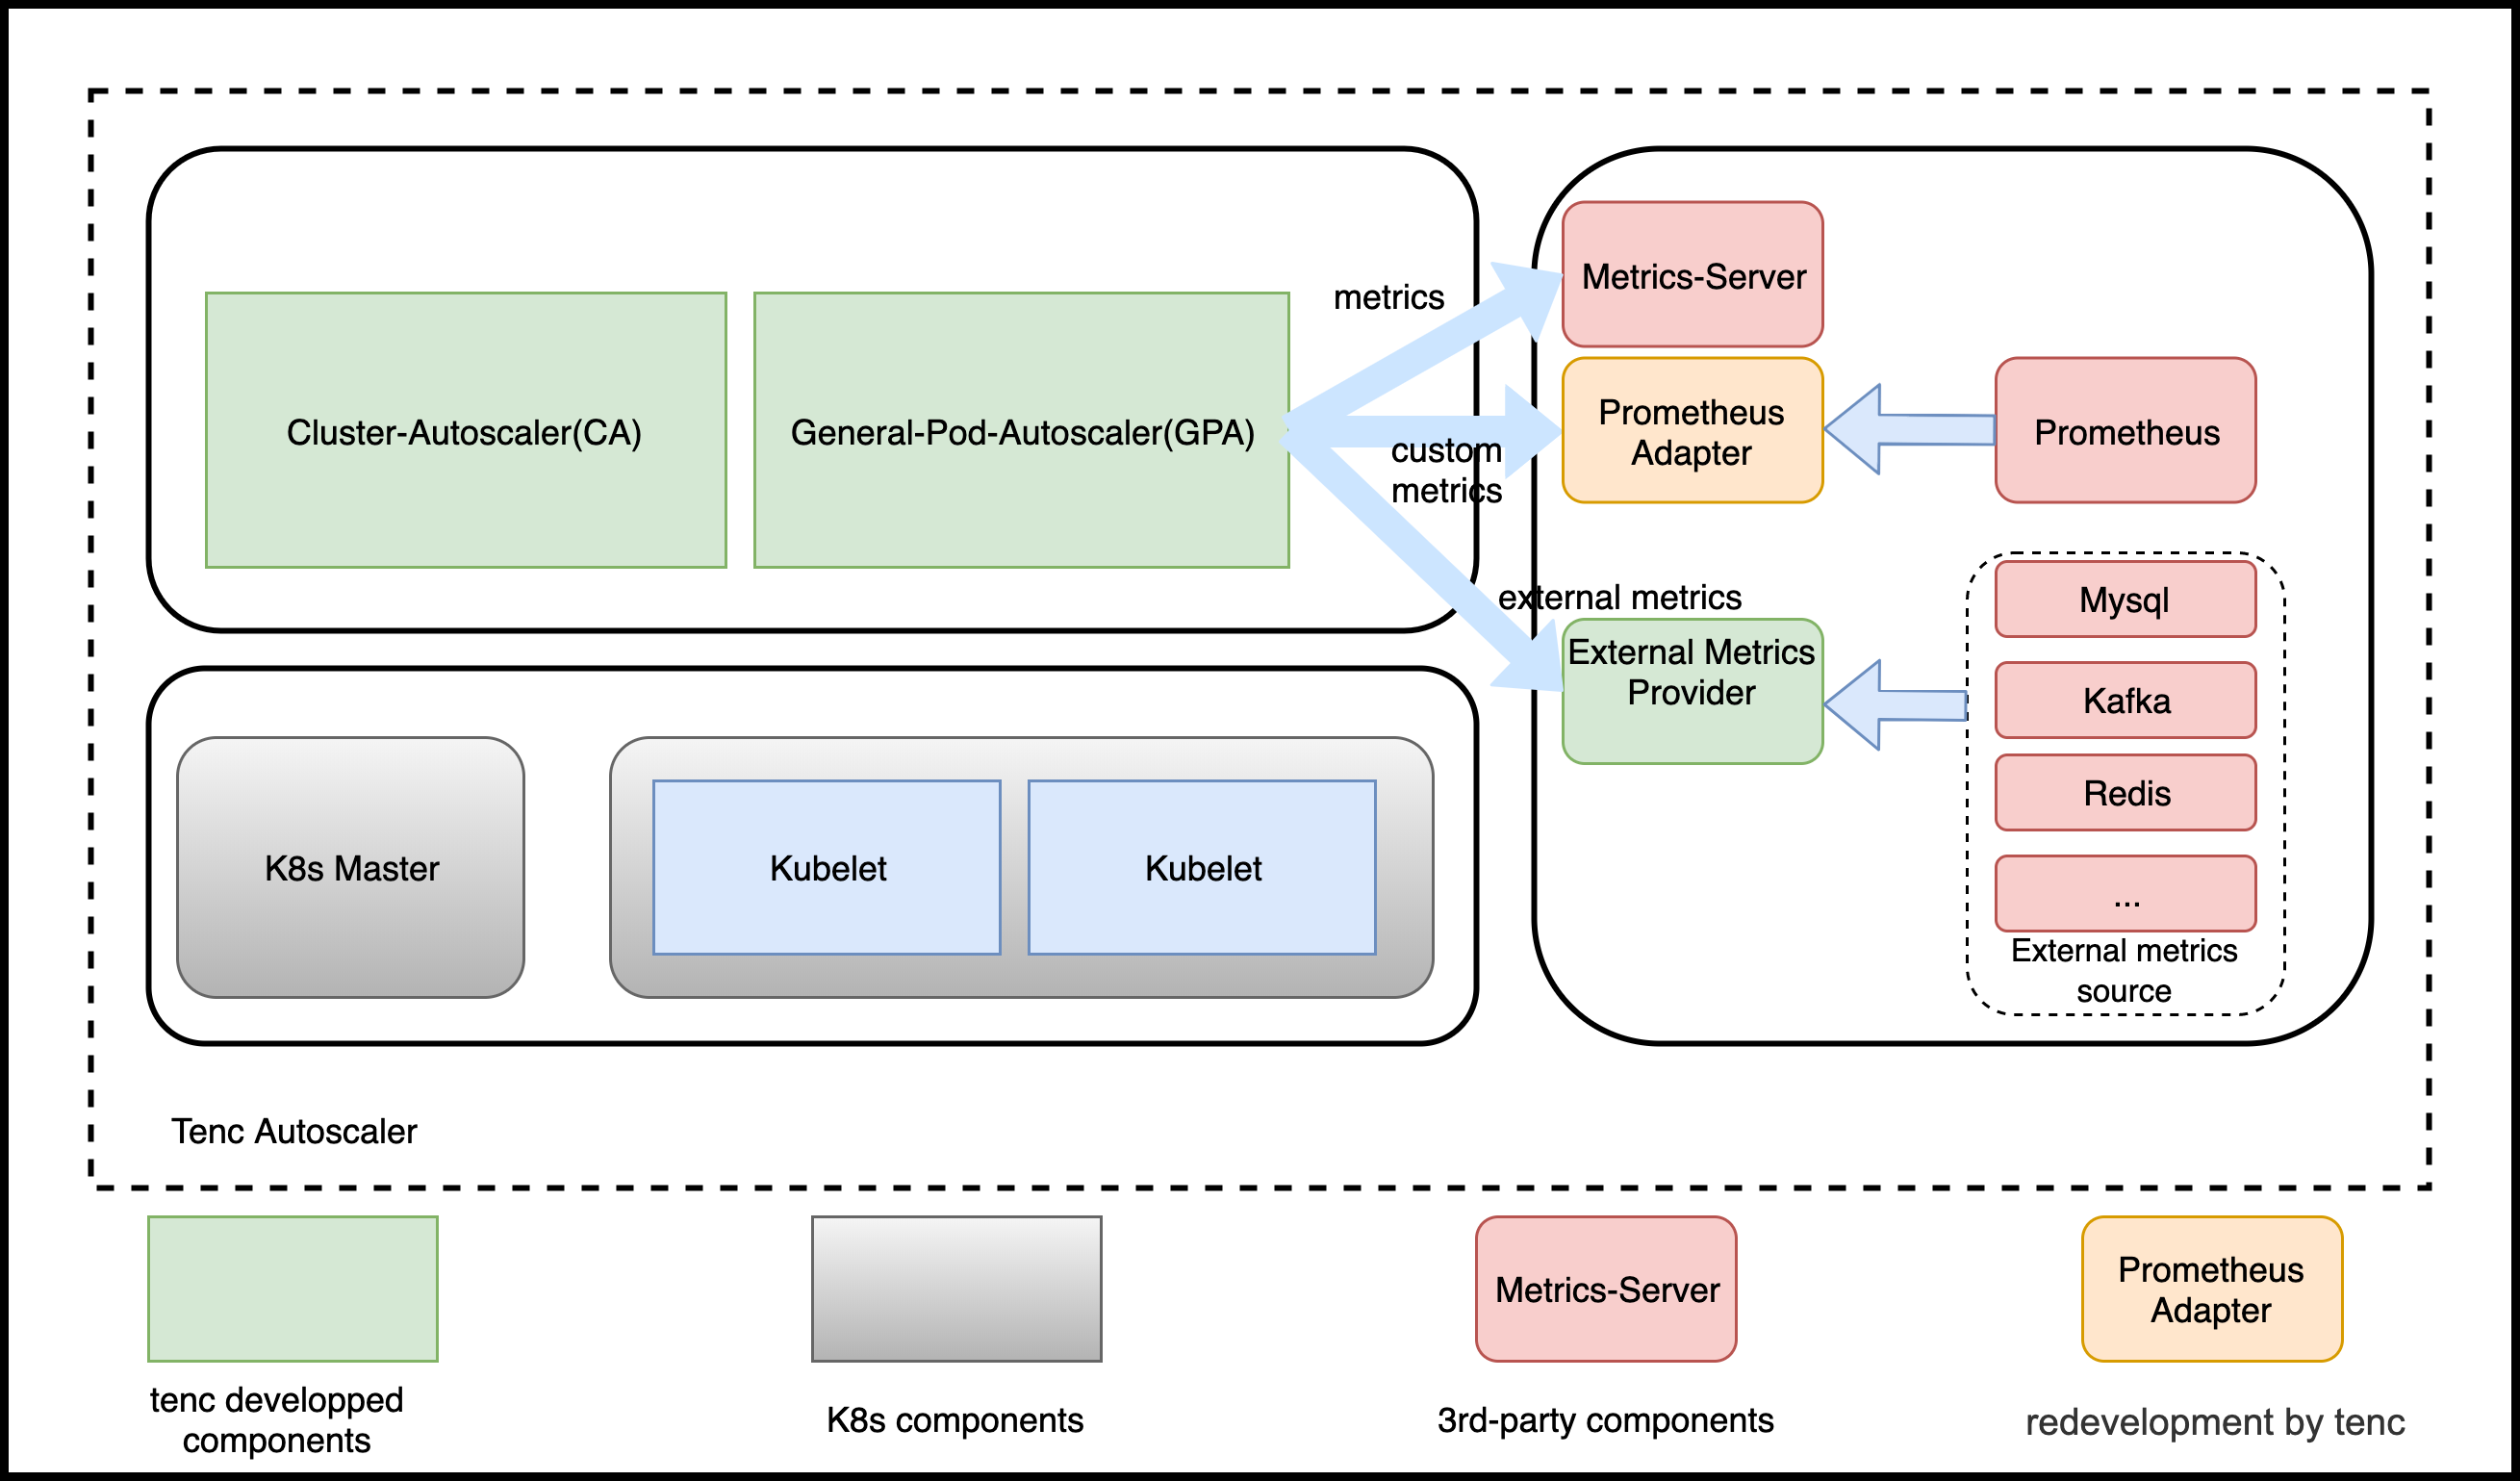 metrics
Metrics-Server
Cluster-Autoscaler(CA)
General-Pod-Autoscaler(GPA)
custom
metrics
Prometheus
Adapter
Prometheus
external metrics
External Metrics
Provider
Mysql
Kafka
Redis
...
External metrics
source
K8s Master
Kubelet
Kubelet
Tenc Autoscaler
tenc developped
components
K8s components
Metrics-Server
3rd-party components
Prometheus
Adapter
redevelopment by tenc